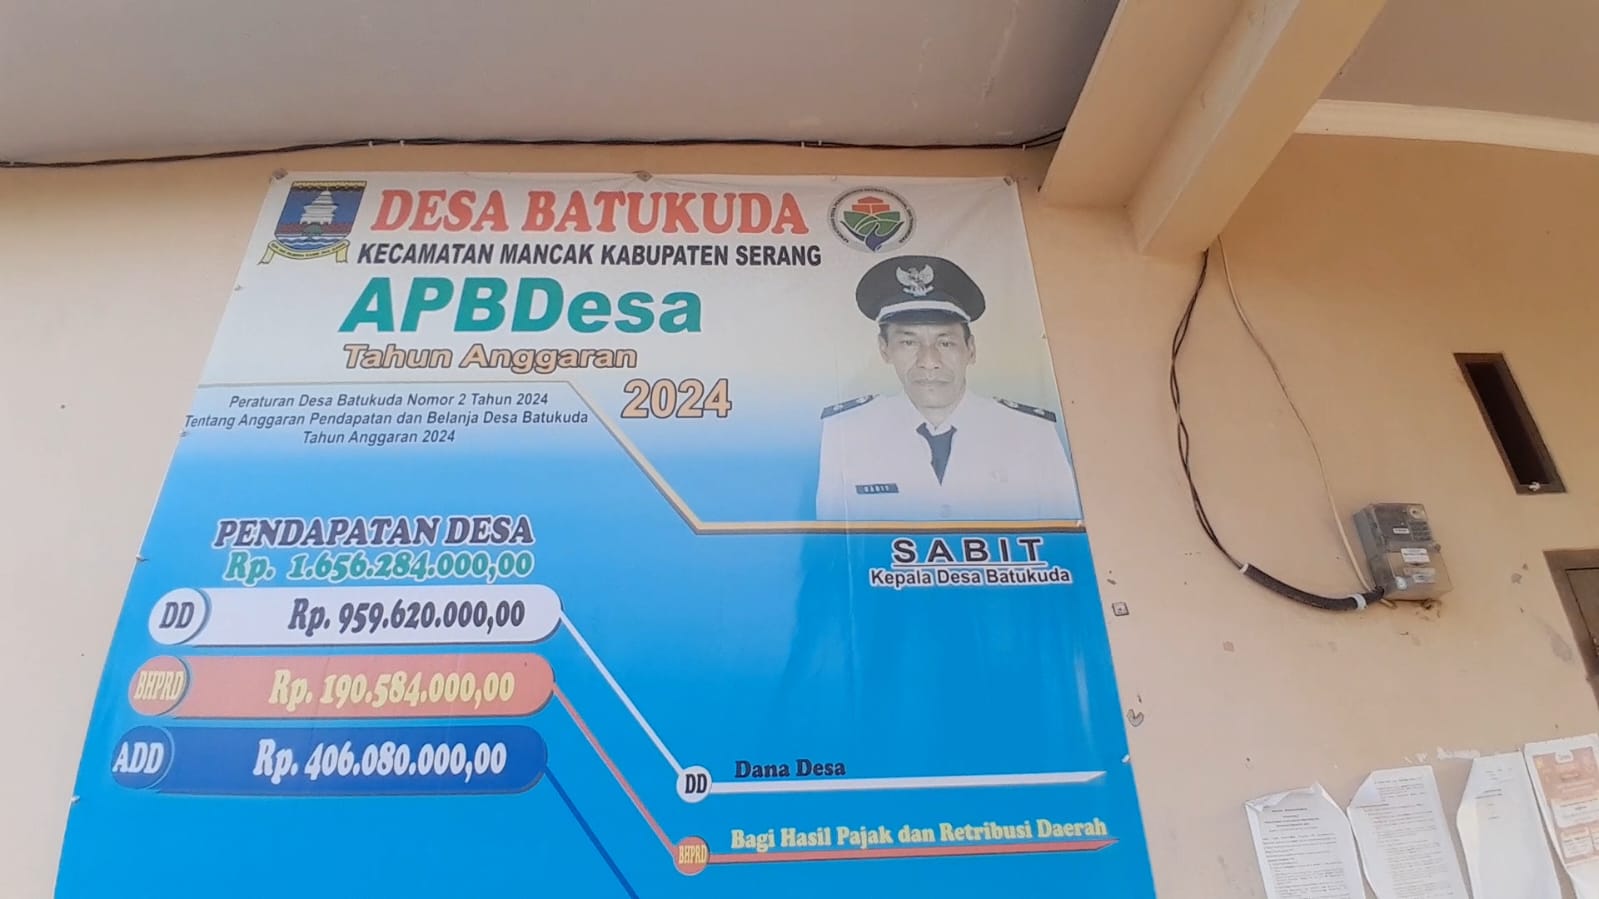 DESA BATUKUDA
KECAMATAN MANCAK KABUPATEN SERANG
APBDesa
Tahun Anggaran
2024
Peraturan Desa Batukuda Nomor 2 Tahun 2024
Tentang Anggaran Pendapatan dan Belanja Desa Batukuda
Tahun Anggaran 2024
SABIT
SABIT
Kepala Desa Batukuda
PENDAPATAN DESA
Rp. 1.656.284.000,00
DD Rp. 959.620.000,00
BHPRD Rp. 190.584.000,00
ADD Rp. 406.080.000,00
DD Dana Desa
BHPRD Bagi Hasil Pajak dan Retribusi Daerah